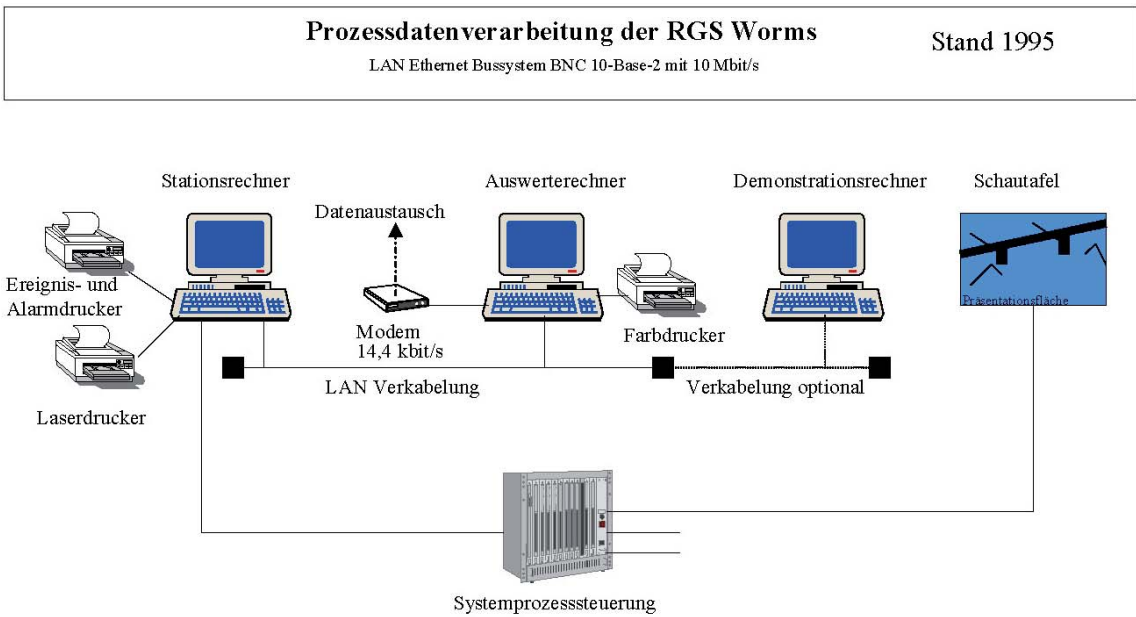 Prozessdatenverarbeitung der RGS Worms
Stand 1995
LAN Ethernet Bussystem BNC 10-Base-2 mit 10 Mbit/s
Stationsrechner
Auswerterechner
Demonstrationsrechner
Schautafel
Datenaustausch
Ereignis- und
Alarmdrucker
Präsentationsfläche
Modem
14,4 kbit/s
Farbdrucker
LAN Verkabelung
Verkabelung optional
Laserdrucker
Systemprozesssteuerung